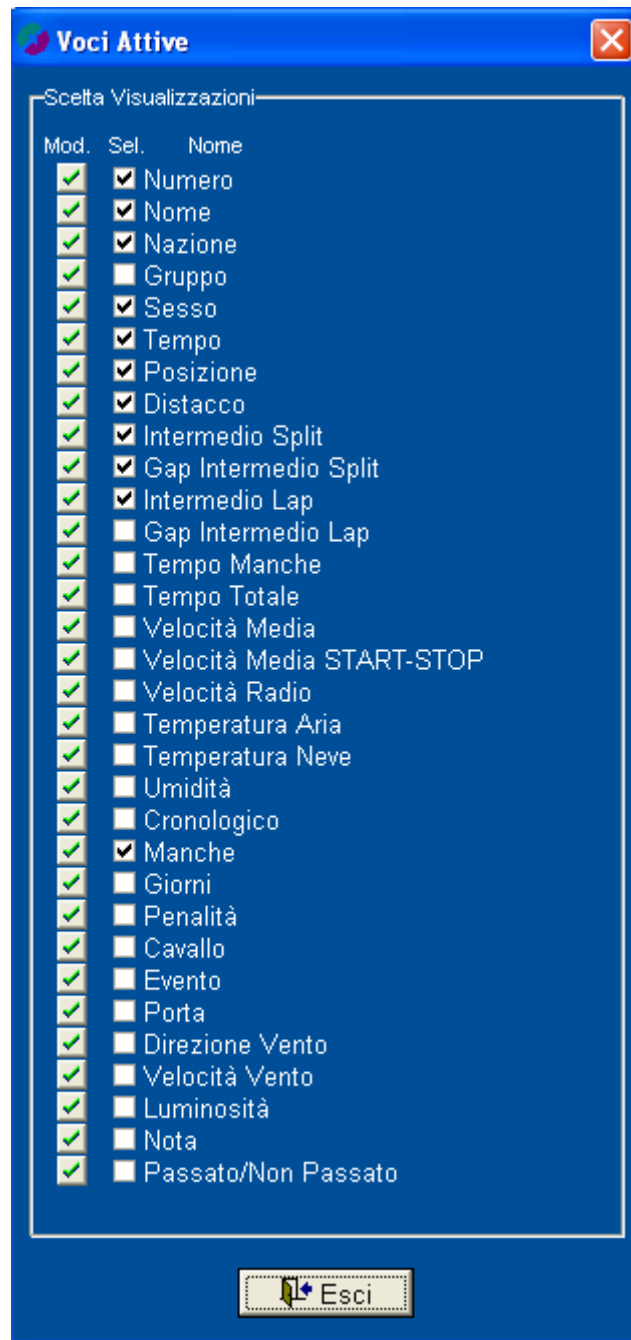 Voci Attive
Scelta Visualizzazioni
Mod. Sel. Nome
Numero
Nome
Nazione
Gruppo
Sesso
Tempo
Posizione
Distacco
Intermedio Split
Gap Intermedio Split
Intermedio Lap
Gap Intermedio Lap
Tempo Manche
Tempo Totale
Velocità Media
Velocità Media START-STOP
Velocità Radio
Temperatura Aria
Temperatura Neve
Umidità
Cronologico
Manche
Giorni
Penalità
Cavallo
Evento
Porta
Direzione Vento
Velocità Vento
Luminosità
Nota
Passato/Non Passato
Esci